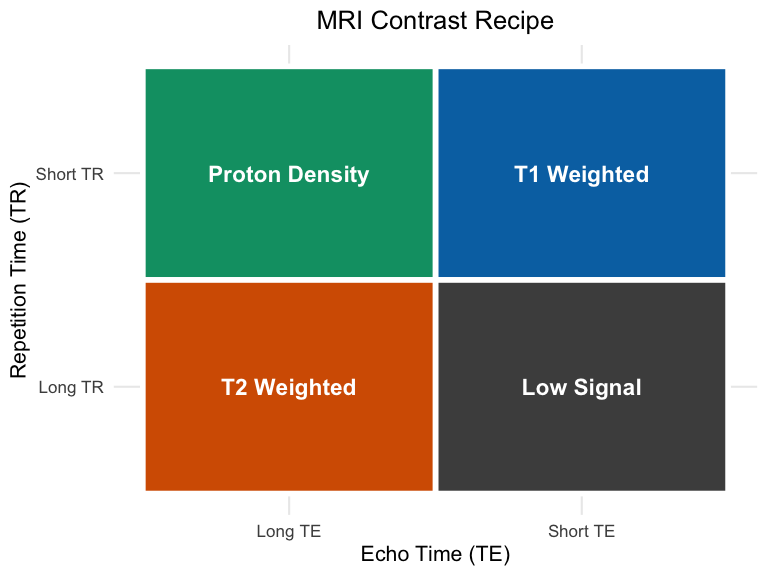 MRI Contrast Recipe
Repetition Time (TR)
Short TR
Proton Density
T1 Weighted
Long TR
T2 Weighted
Low Signal
Long TE
Short TE
Echo Time (TE)